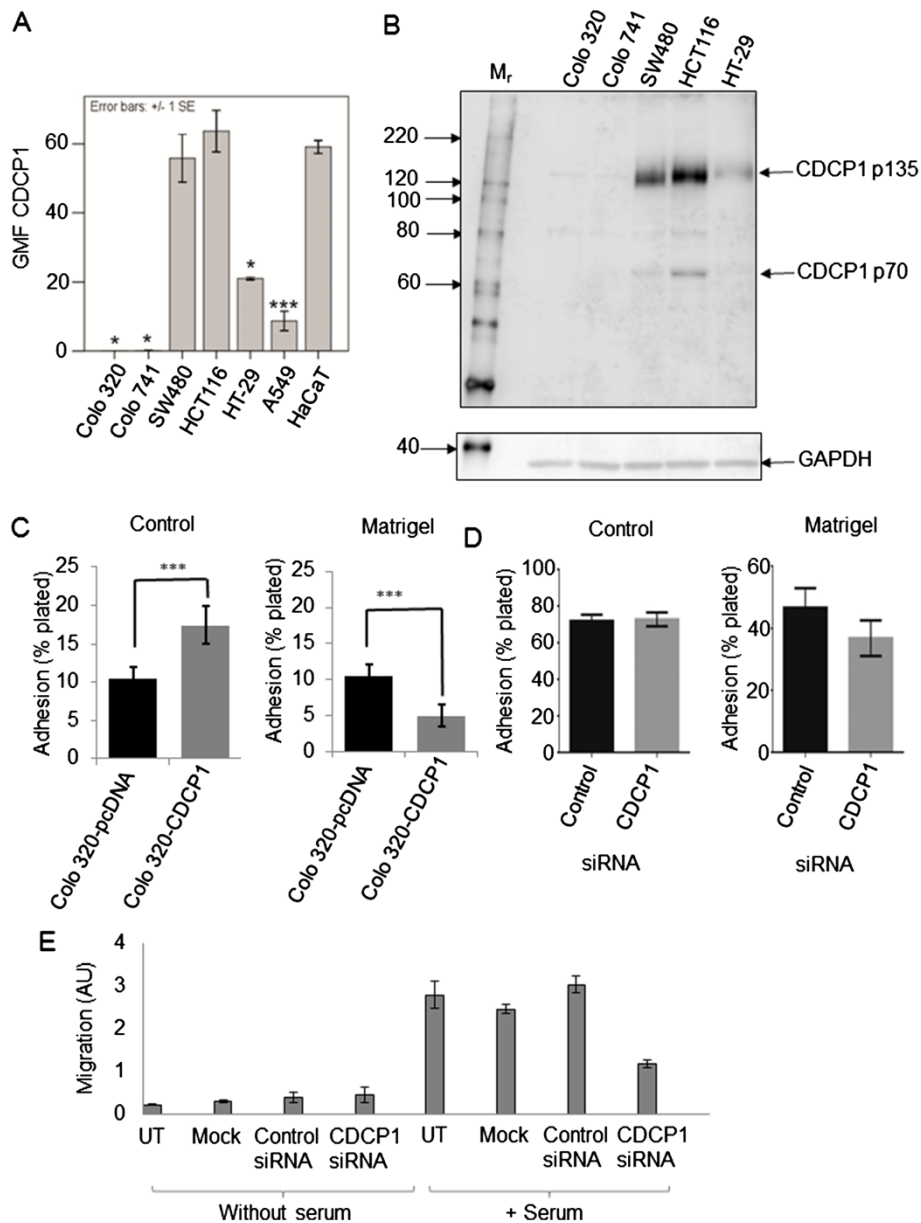 A
Error bars: +/- 1 SE
GMF CDCP1
60
40
20
0
*
*
*
***
Colo 320
Colo 741
SW480
HCT116
HT-29
A549
HaCaT
B
Mr
Colo 320
Colo 741
SW480
HCT116
HT-29
220
120
100
80
60
CDCP1 p135
CDCP1 p70
40
GAPDH
C
Control
Adhesion (% plated)
25
20
15
10
5
0
***
Colo 320-pcDNA
Colo 320-CDCP1
Matrigel
Adhesion (% plated)
25
20
15
10
5
0
***
Colo 320-pcDNA
Colo 320-CDCP1
D
Control
Adhesion (% plated)
100
80
60
40
20
0
Control
CDCP1
siRNA
Matrigel
Adhesion (% plated)
60
40
20
0
Control
CDCP1
siRNA
E
Migration (AU)
4
3
2
1
0
UT
Mock
Control siRNA
CDCP1 siRNA
UT
Mock
Control siRNA
CDCP1 siRNA
Without serum
+ Serum